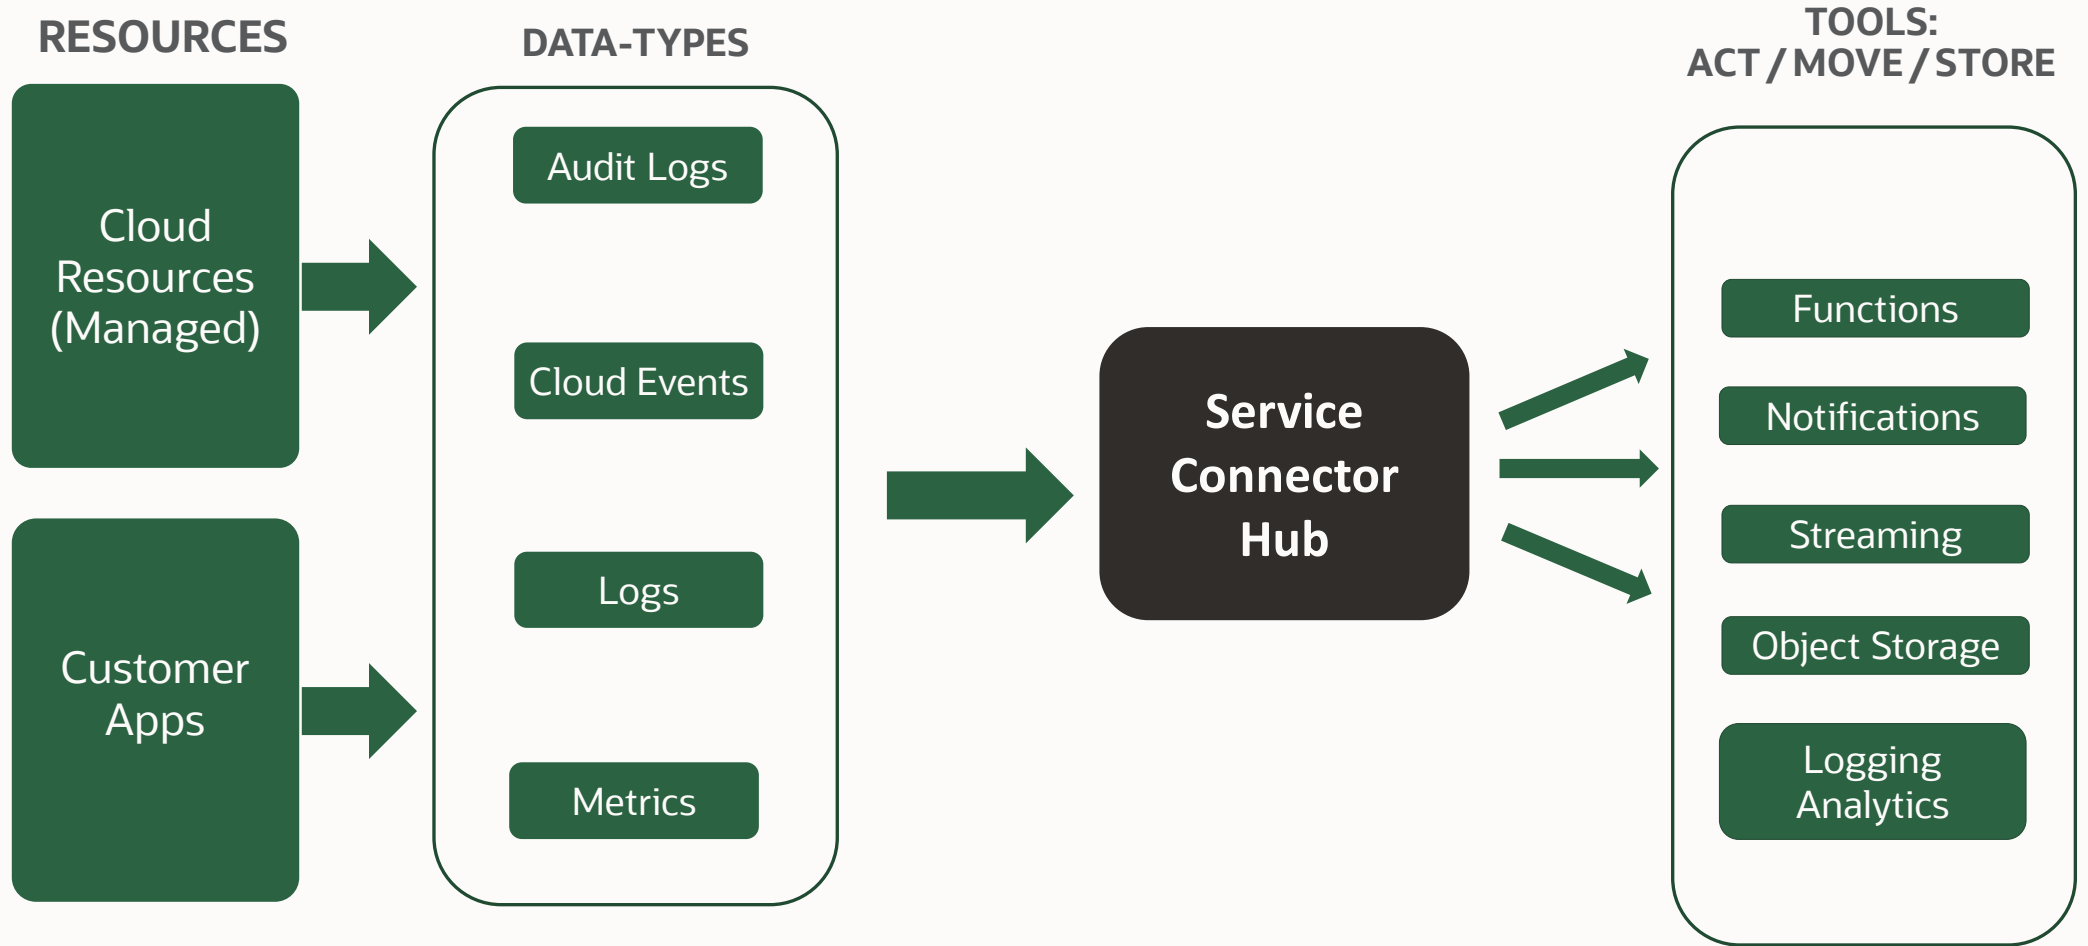 RESOURCES
Cloud
Resources
(Managed)
Customer
Apps
DATA-TYPES
Audit Logs
Cloud Events
Logs
Metrics
Service
Connector
Hub
TOOLS:
ACT / MOVE / STORE
Functions
Notifications
Streaming
Object Storage
Logging
Analytics